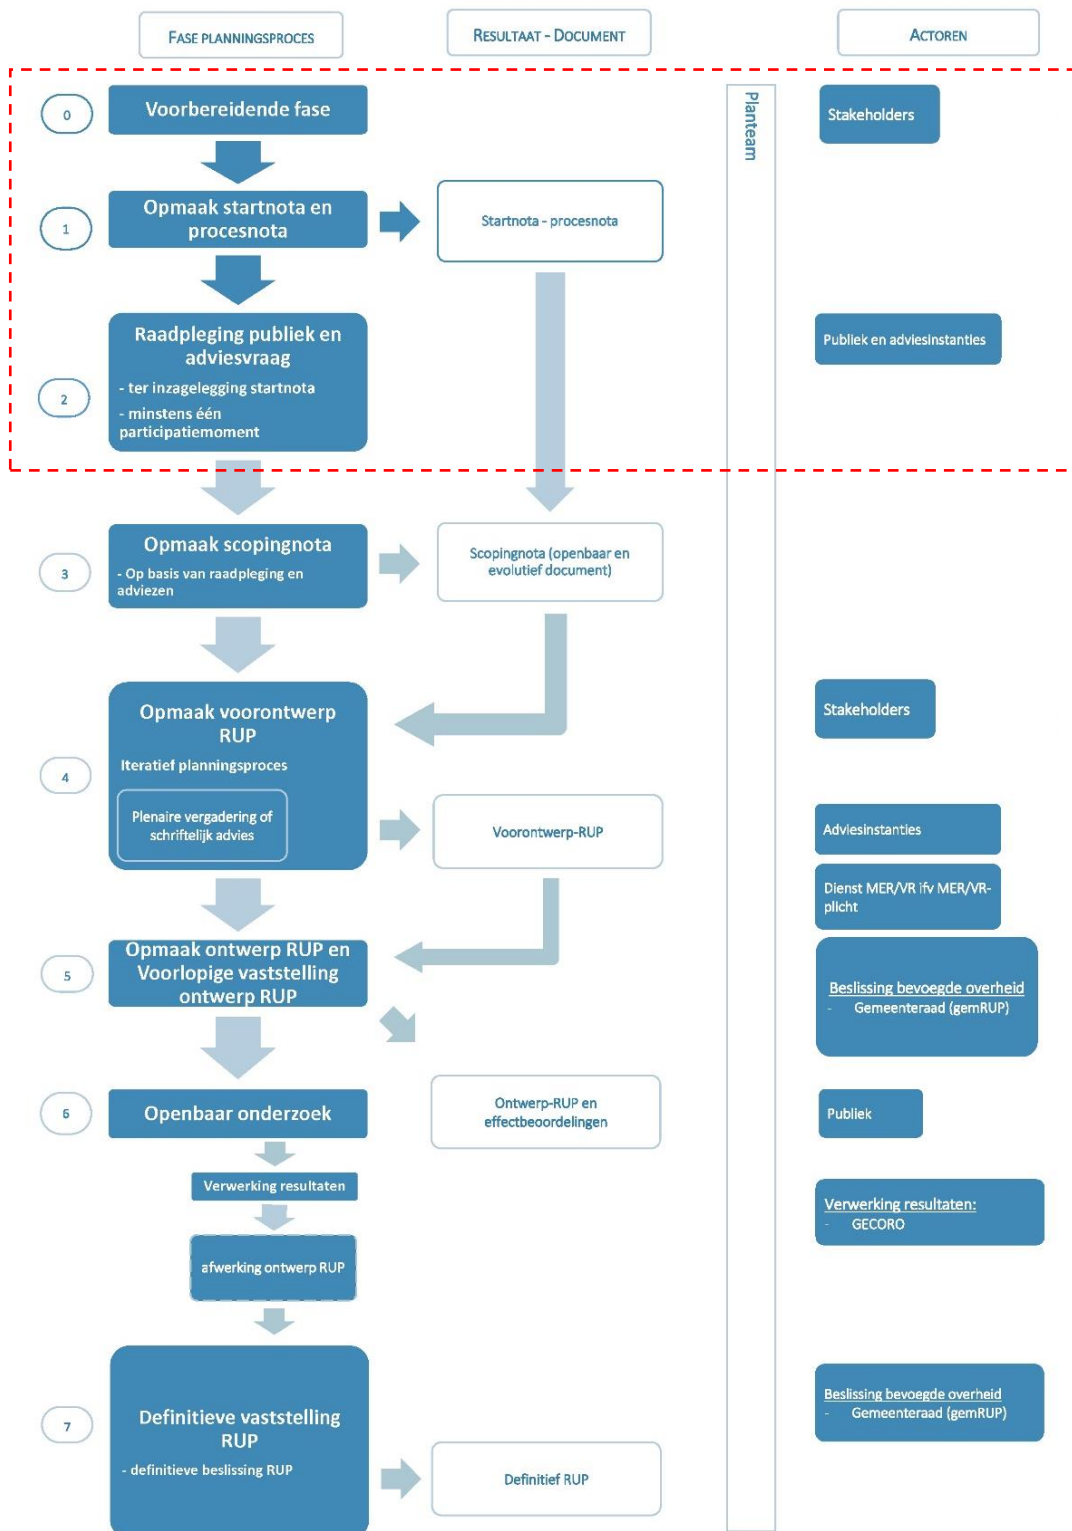 FASE PLANNINGSPROCES
RESULTAAT - DOCUMENT
ACTOREN
0
Voorbereidende fase
Planteam
Stakeholders
1
Opmaak startnota en
procesnota
Startnota - procesnota
2
Raadpleging publiek en
adviesvraag
- ter inzagelegging startnota
- minstens één
participatiemoment
Publiek en adviesinstanties
3
Opmaak scopingnota
- Op basis van raadpleging en
adviezen
Scopingnota (openbaar en
evolutief document)
4
Opmaak voorontwerp
RUP
Iteratief planningsproces
Plenaire vergadering of
schriftelijk advies
Voorontwerp-RUP
Stakeholders
Adviesinstanties
Dienst MER/VR ifv MER/VR-
plicht
5
Opmaak ontwerp RUP en
Voorlopige vaststelling
ontwerp RUP
Beslissing bevoegde overheid
- Gemeenteraad (gemRUP)
6
Openbaar onderzoek
Ontwerp-RUP en
effectbeoordelingen
Publiek
Verwerking resultaten
Verwerking resultaten:
- GECORO
afwerking ontwerp RUP
7
Definitieve vaststelling
RUP
- definitieve beslissing RUP
Definitief RUP
Beslissing bevoegde overheid
- Gemeenteraad (gemRUP)